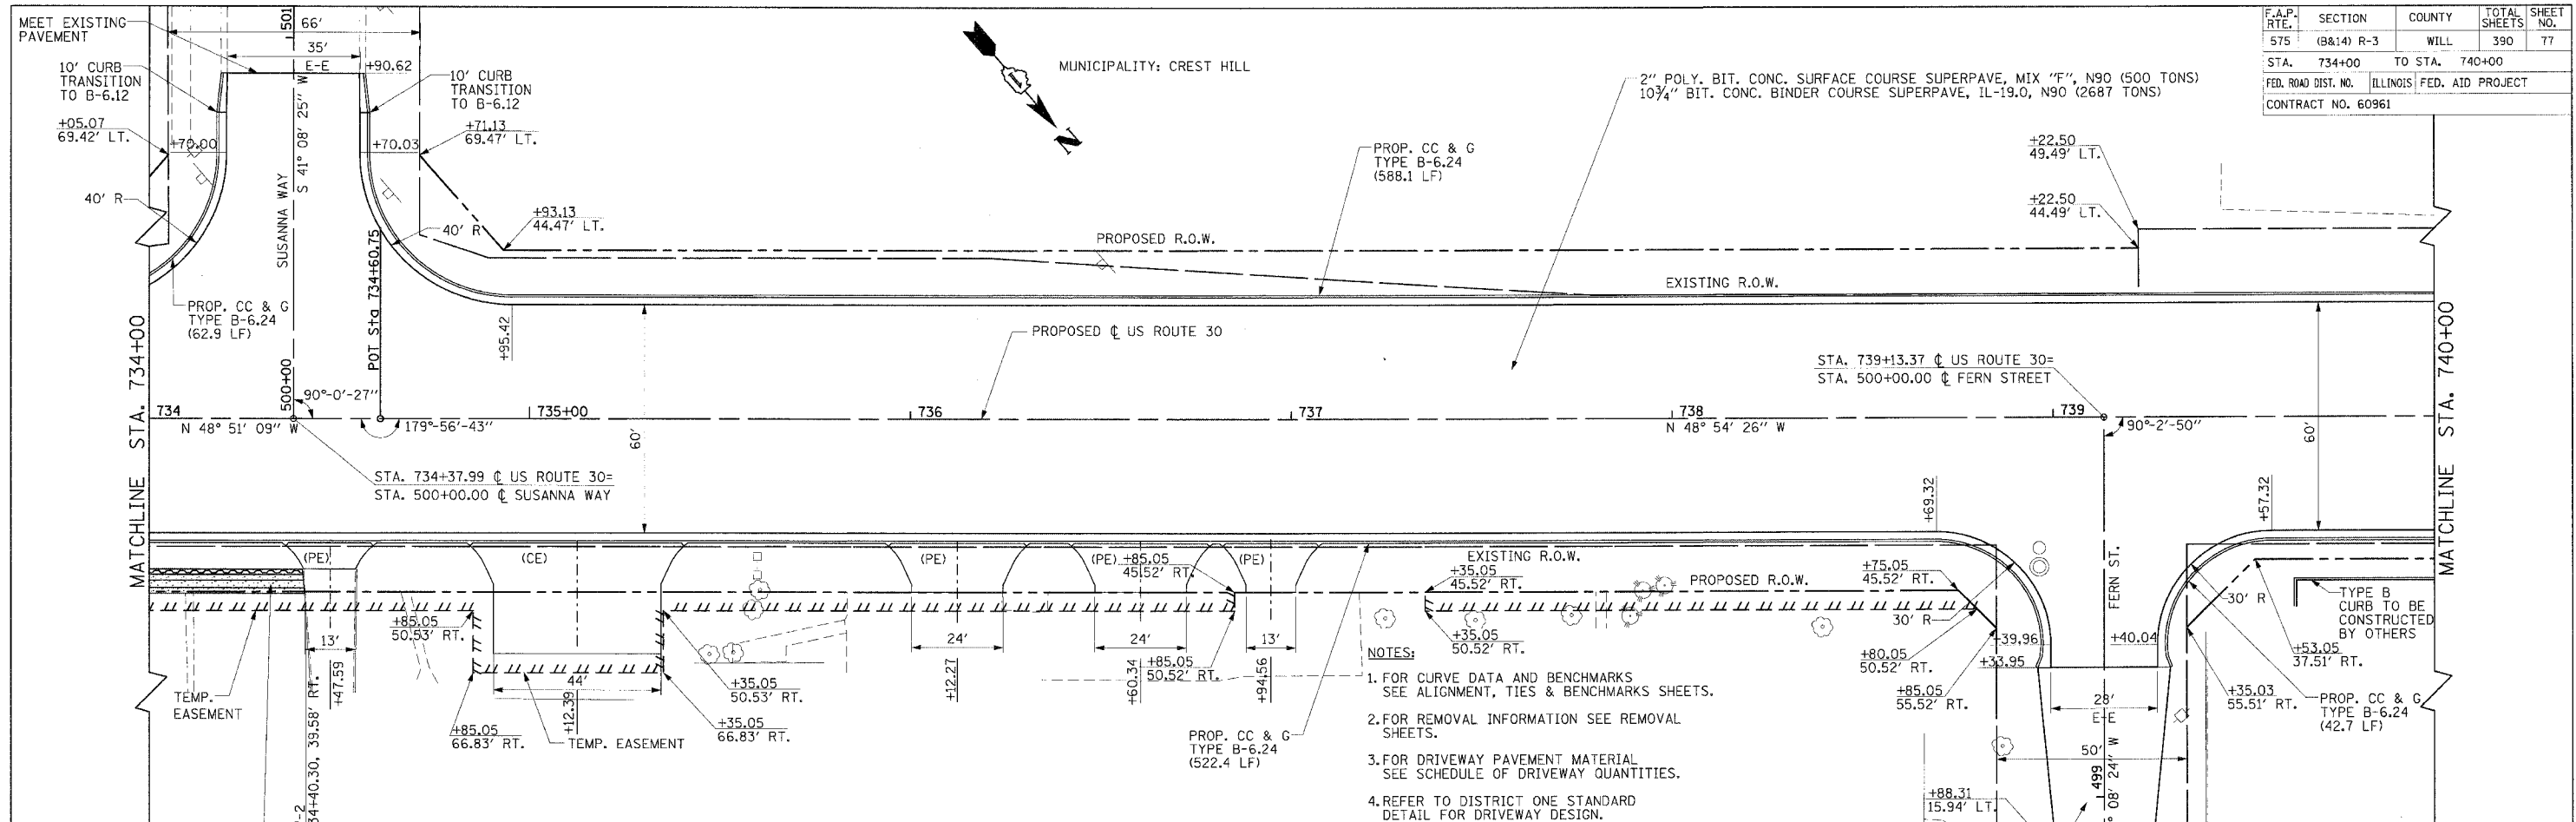 MEET EXISTING
PAVEMENT
501
66'
35'
E-E
+90.62
10' CURB
TRANSITION
TO B-6.12
10' CURB
TRANSITION
TO B-6.12
+05.07
69.42' LT.
+70.00
+70.03
+71.13
69.47' LT.
S 41° 08' 25" W
SUSANNA WAY
40' R
40' R
+93.13
44.47' LT.
MUNICIPALITY: CREST HILL
N
2" POLY. BIT. CONC. SURFACE COURSE SUPERPAVE, MIX "F", N90 (500 TONS)
10¾" BIT. CONC. BINDER COURSE SUPERPAVE, IL-19.0, N90 (2687 TONS)
F.A.P. RTE. SECTION COUNTY TOTAL SHEETS SHEET NO.
575 (B&14) R-3 WILL 390 77
STA. 734+00 TO STA. 740+00
FED. ROAD DIST. NO. ILLINOIS FED. AID PROJECT
CONTRACT NO. 60961
PROP. CC & G
TYPE B-6.24
(588.1 LF)
+22.50
49.49' LT.
+22.50
44.49' LT.
PROPOSED R.O.W.
EXISTING R.O.W.
PROP. CC & G
TYPE B-6.24
(62.9 LF)
POT Sta 734+60.75
+95.42
PROPOSED ℄ US ROUTE 30
STA. 739+13.37 ℄ US ROUTE 30=
STA. 500+00.00 ℄ FERN STREET
MATCHLINE STA. 734+00
MATCHLINE STA. 740+00
500+00
90°-0'-27"
734
735+00
736
737
738
739
N 48° 51' 09" W
179°-56'-43"
N 48° 54' 26" W
90°-2'-50"
60'
60'
STA. 734+37.99 ℄ US ROUTE 30=
STA. 500+00.00 ℄ SUSANNA WAY
+69.32
+57.32
(PE)
(CE)
(PE)
(PE)
+85.05
45.52' RT.
(PE)
EXISTING R.O.W.
+35.05
45.52' RT.
PROPOSED R.O.W.
+75.05
45.52' RT.
FERN ST.
30' R
30' R
TYPE B
CURB TO BE
CONSTRUCTED
BY OTHERS
13'
+85.05
50.53' RT.
24'
24'
13'
+35.05
50.52' RT.
+39.96
+40.04
+33.95
+47.59
TEMP.
EASEMENT
44'
+12.39
+35.05
50.53' RT.
+12.27
+60.34
+85.05
50.52' RT.
+94.56
+80.05
50.52' RT.
+53.05
37.51' RT.
+85.05
55.52' RT.
28'
E-E
+35.03
55.51' RT.
PROP. CC & G
TYPE B-6.24
(42.7 LF)
+85.05
66.83' RT.
TEMP. EASEMENT
+35.05
66.83' RT.
PROP. CC & G
TYPE B-6.24
(522.4 LF)
NOTES:
1. FOR CURVE DATA AND BENCHMARKS
SEE ALIGNMENT, TIES & BENCHMARKS SHEETS.
2. FOR REMOVAL INFORMATION SEE REMOVAL
SHEETS.
3. FOR DRIVEWAY PAVEMENT MATERIAL
SEE SCHEDULE OF DRIVEWAY QUANTITIES.
4. REFER TO DISTRICT ONE STANDARD
DETAIL FOR DRIVEWAY DESIGN.
50'
499
08' 24" W
+88.31
15.94' LT.
34+40.30, 39.58' RT.